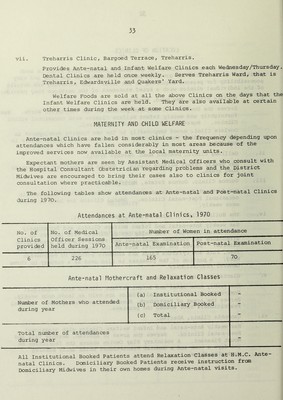 33
vii. Treharris Clinic, Bargoed Terrace, Treharris.
Provides Ante-natal and Infant Welfare Clinics each Wednesday/Thursday.
Dental Clinics are held once weekly. Serves Treharris Ward, that is
Treharris, Edwardsville and Quakers' Yard.
Welfare Foods are sold at all the above Clinics on the days that the
Infant Welfare Clinics are held. They are also available at certain
other times during the week at some Clinics.
MATERNITY AND CHILD WELFARE
Ante-natal Clinics are held in most clinics - the frequency depending upon
attendances which have fallen considerably in most areas because of the
improved services now available at the local maternity units.
Expectant mothers are seen by Assistant Medical Officers who consult with
the Hospital Consultant Obstetrician regarding problems and the District
Midwives are encouraged to bring their cases also to clinics for joint
consultation where practicable.
The following tables show attendances at Ante-natal and Post-natal Clinics
during 1970.
Attendances at Ante-natal Clinics, 1970
No. of Clinics provided
No. of Medical Officer Sessions held during 1970
Number of Women in attendance
Ante-natal Examination
Post-natal Examination
6 226 165 70
Ante-natal Mothercraft and Relaxation Classes
Number of Mothers who attended during year
(a) Institutional Booked -
(b) Domiciliary Booked -
(c) Total -
Total number of attendances during year -
All Institutional Booked Patients attend Relaxation Classes at H.M.C. Ante-
natal Clinics. Domiciliary Booked Patients receive instruction from
Domiciliary Midwives in their own homes during Ante-natal visits.